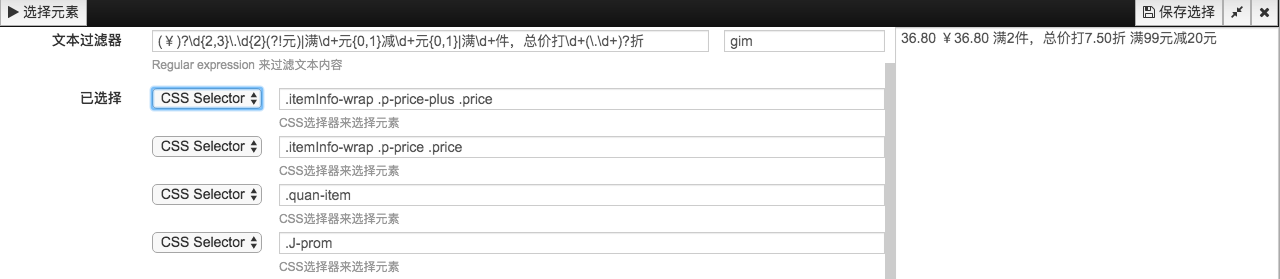 选择元素 保存选择
文本过滤器 (￥)?\d{2,3}\.\d{2}(?!元)|满\d+元{0,1}减\d+元{0,1}|满\d+件，总价打\d+(\.\d+)?折 gim 36.80 ￥36.80 满2件，总价打7.50折 满99元减20元
Regular expression 来过滤文本内容
已选择 CSS Selector .itemInfo-wrap .p-price-plus .price
CSS选择器来选择元素
CSS Selector .itemInfo-wrap .p-price .price
CSS选择器来选择元素
CSS Selector .quan-item
CSS选择器来选择元素
CSS Selector .J-prom
CSS选择器来选择元素